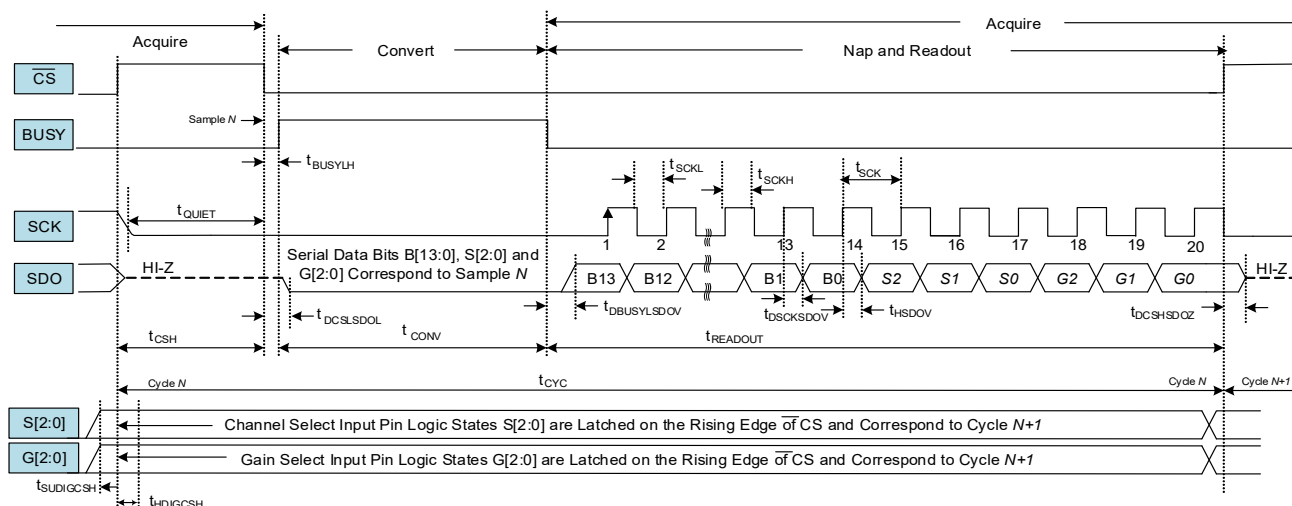 Acquire
Acquire
Convert
Nap and Readout
CS
Sample N
BUSY
tBUSYLH
tSCKL
tSCKH
tSCK
tQUIET
SCK
1 2 13 14 15 16 17 18 19 20
Serial Data Bits B[13:0], S[2:0] and
G[2:0] Correspond to Sample N
SDO
HI-Z
B13 B12 B1 B0 S2 S1 S0 G2 G1 G0
HI-Z
tDCSLSDOL
tDBUSYLSDOV
tDSCKSDOV
tHSDOV
tDCSHSDOZ
tCSH
tCONV
tREADOUT
Cycle N
tCYC
Cycle N
Cycle N+1
S[2:0]
Channel Select Input Pin Logic States S[2:0] are Latched on the Rising Edge of CS and Correspond to Cycle N+1
G[2:0]
Gain Select Input Pin Logic States G[2:0] are Latched on the Rising Edge of CS and Correspond to Cycle N+1
tSUDIGCSH
tHDIGCSH